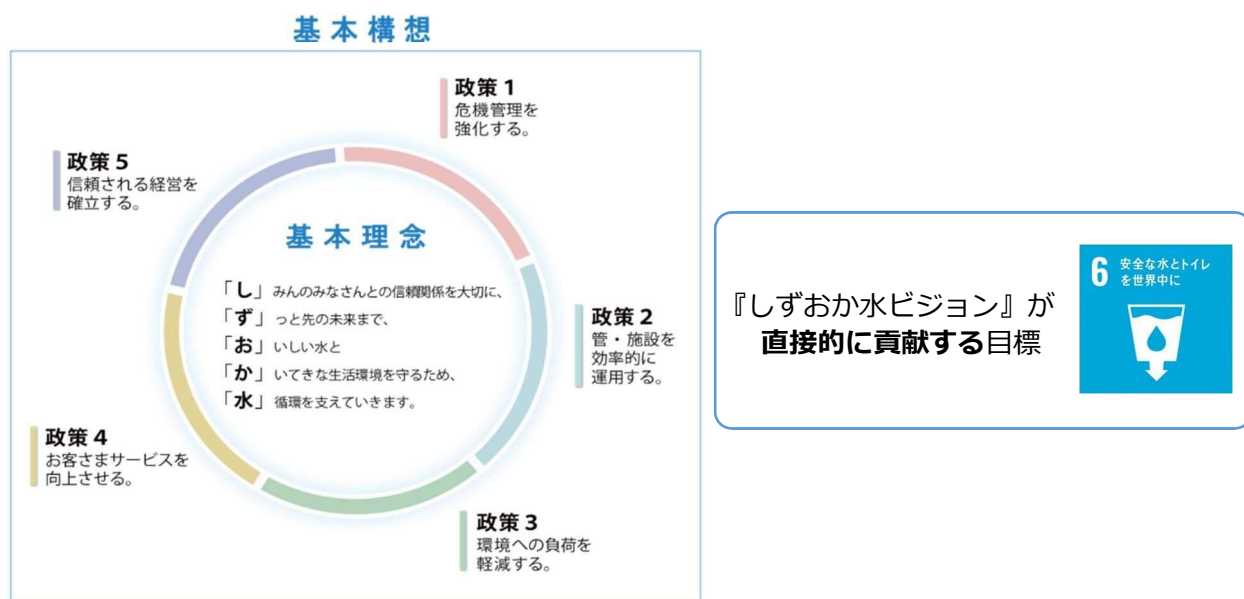 基本構想
政策 1
危機管理を
強化する。
政策 5
信頼される経営を
確立する。
基本理念
「し」みんのみなさんとの信頼関係を大切に、
「ず」っと先の未来まで、
「お」いしい水と
「か」いてきな生活環境を守るため、
「水」循環を支えていきます。
政策 2
管・施設を
効率的に
運用する。
政策 4
お客さまサービスを
向上させる。
政策 3
環境への負荷を
軽減する。
『しずおか水ビジョン』が
直接的に貢献する目標
6 安全な水とトイレ
を世界中に